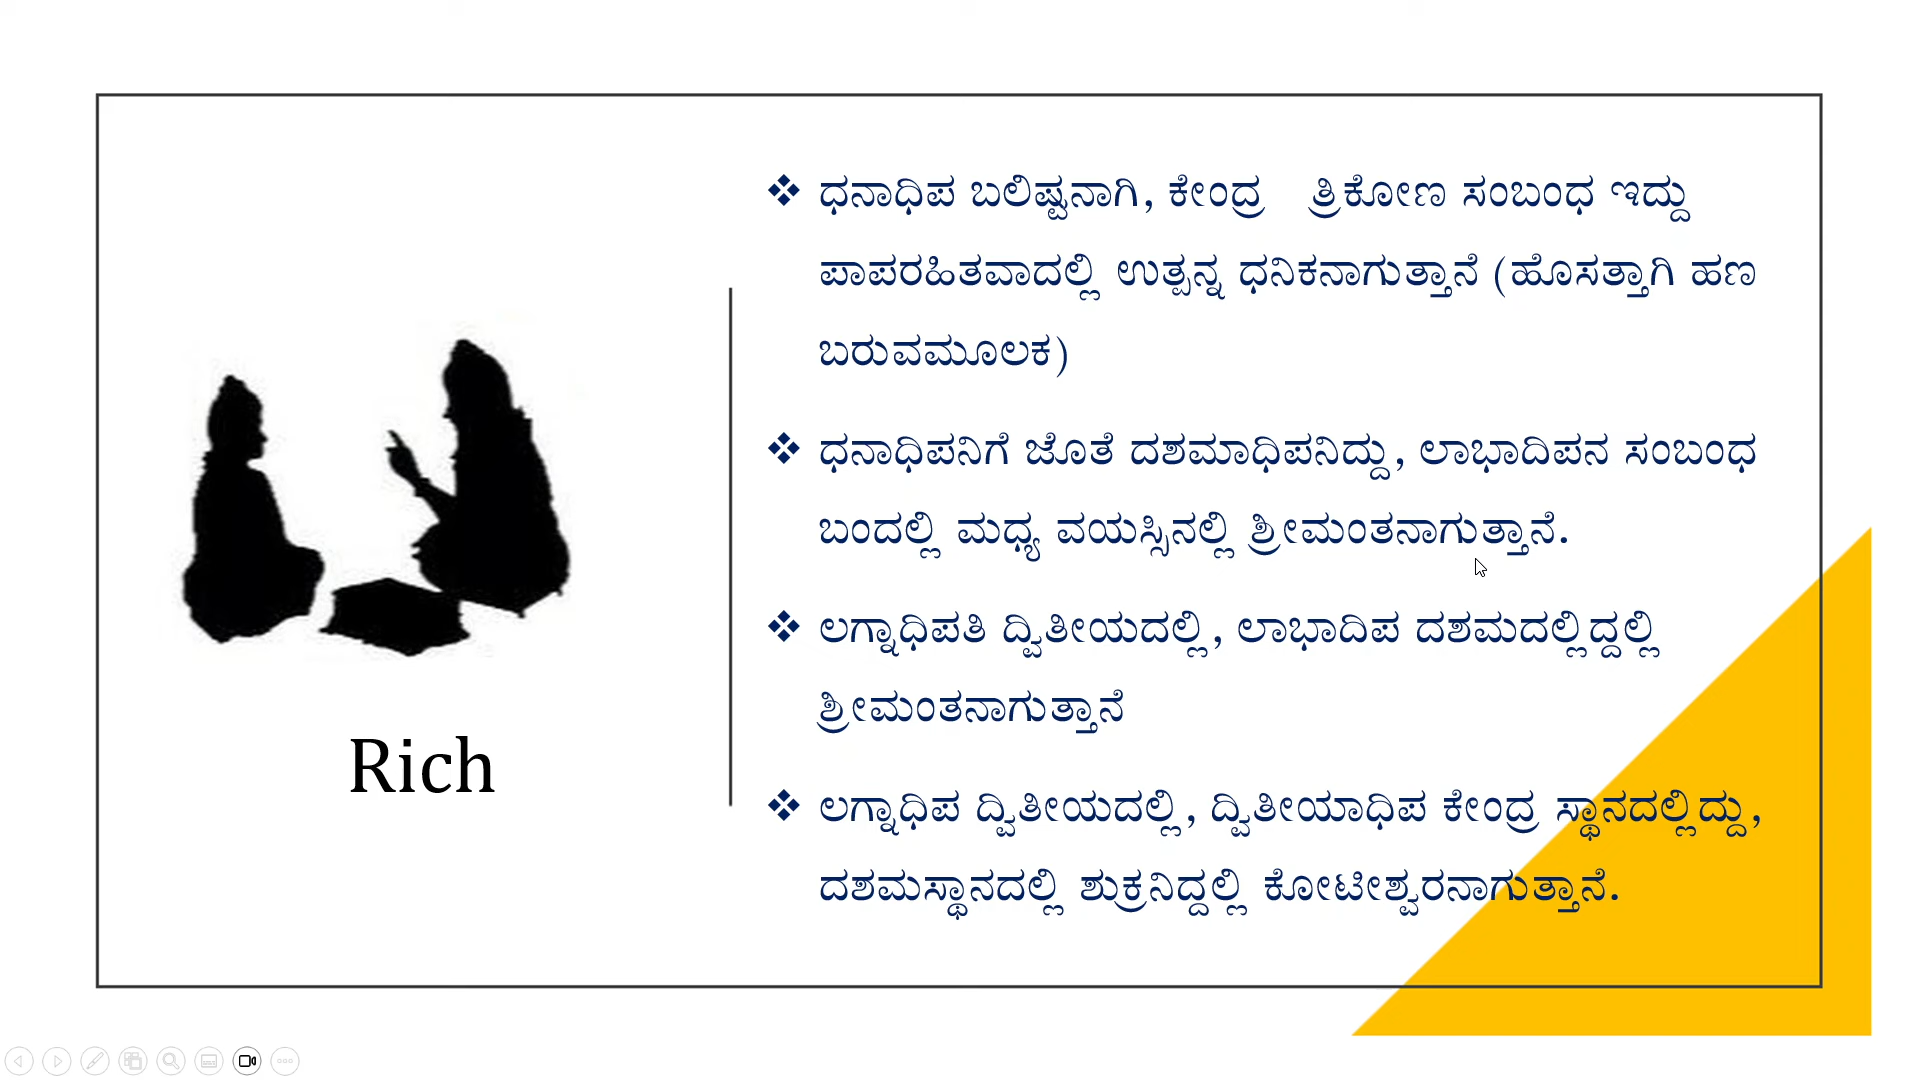 ❖ ಧನಾಧಿಪ ಬಲಿಷ್ಟನಾಗಿ, ಕೇಂದ್ರ ತ್ರಿಕೋಣ ಸಂಬಂಧ ಇದ್ದು
ಪಾಪರಹಿತವಾದಲ್ಲಿ ಉತ್ಪನ್ನ ಧನಿಕನಾಗುತ್ತಾನೆ (ಹೊಸತ್ತಾಗಿ ಹಣ
ಬರುವಮೂಲಕ)
❖ ಧನಾಧಿಪನಿಗೆ ಜೊತೆ ದಶಮಾಧಿಪನಿದ್ದು, ಲಾಭಾದಿಪನ ಸಂಬಂಧ
ಬಂದಲ್ಲಿ ಮಧ್ಯ ವಯಸ್ಸಿನಲ್ಲಿ ಶ್ರೀಮಂತನಾಗುತ್ತಾನೆ.
❖ ಲಗ್ನಾಧಿಪತಿ ದ್ವಿತೀಯದಲ್ಲಿ, ಲಾಭಾದಿಪ ದಶಮದಲ್ಲಿದ್ದಲ್ಲಿ
ಶ್ರೀಮಂತನಾಗುತ್ತಾನೆ
❖ ಲಗ್ನಾಧಿಪ ದ್ವಿತೀಯದಲ್ಲಿ, ದ್ವಿತೀಯಾಧಿಪ ಕೇಂದ್ರ ಸ್ಥಾನದಲ್ಲಿದ್ದು,
ದಶಮಸ್ಥಾನದಲ್ಲಿ ಶುಕ್ರನಿದ್ದಲ್ಲಿ ಕೋಟೀಶ್ವರನಾಗುತ್ತಾನೆ.
Rich